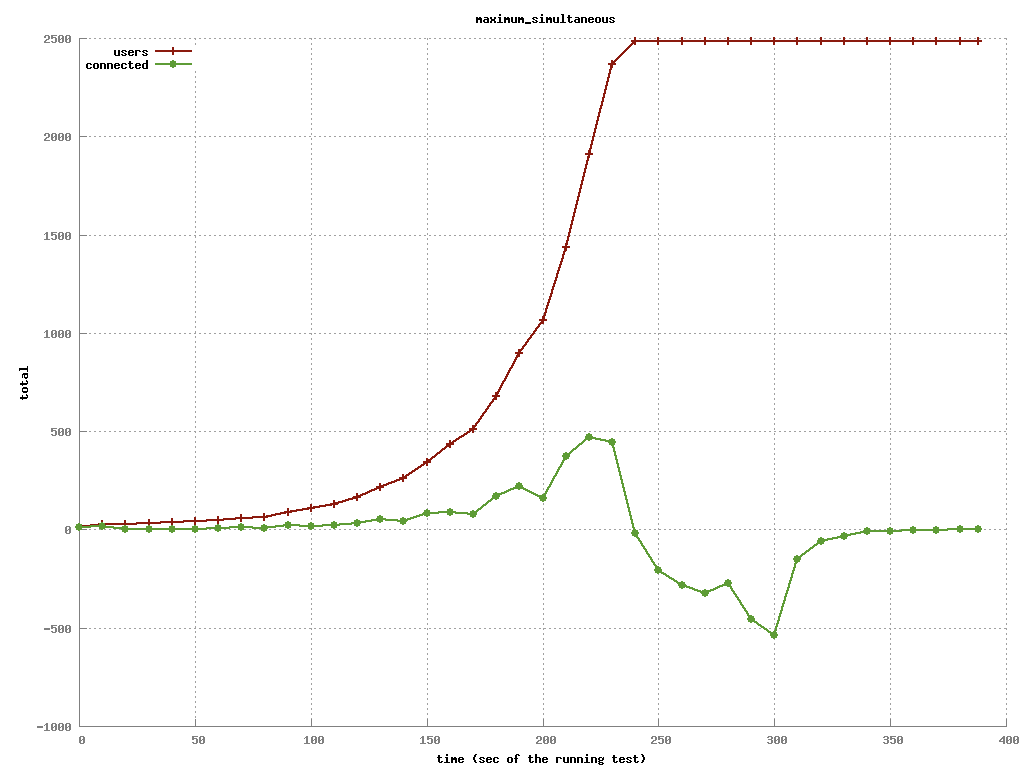 maximum_simultaneous
2500
users
connected
2000
1500
1000
total
500
0
-500
-1000
0 50 100 150 200 250 300 350 400
time (sec of the running test)